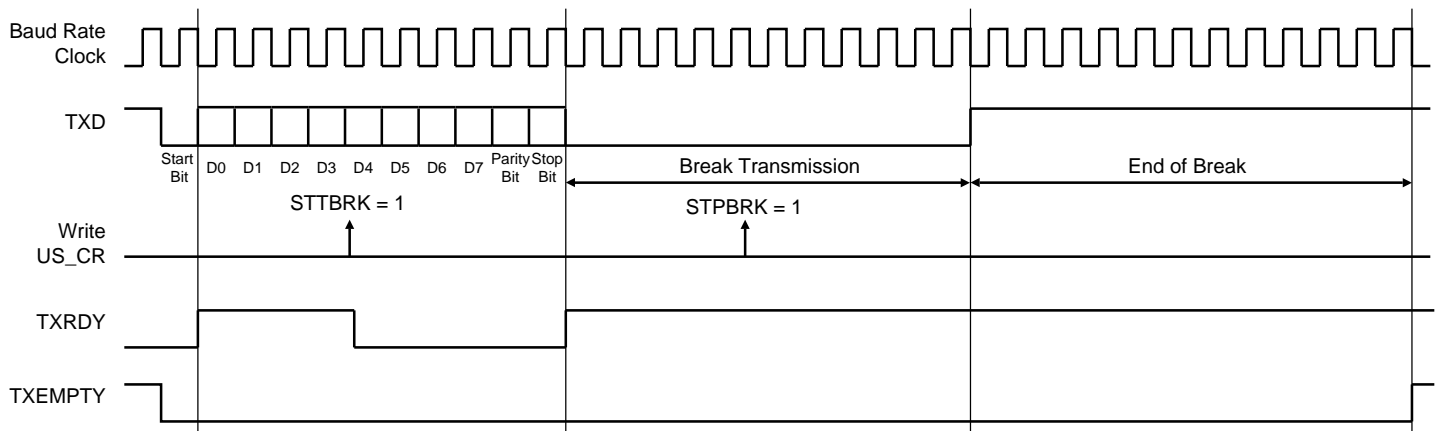 Baud Rate
Clock
TXD
Start
Bit
D0 D1 D2 D3 D4 D5 D6 D7
Parity
Bit
Stop
Bit
Break Transmission
End of Break
STTBRK = 1
STPBRK = 1
Write
US_CR
TXRDY
TXEMPTY